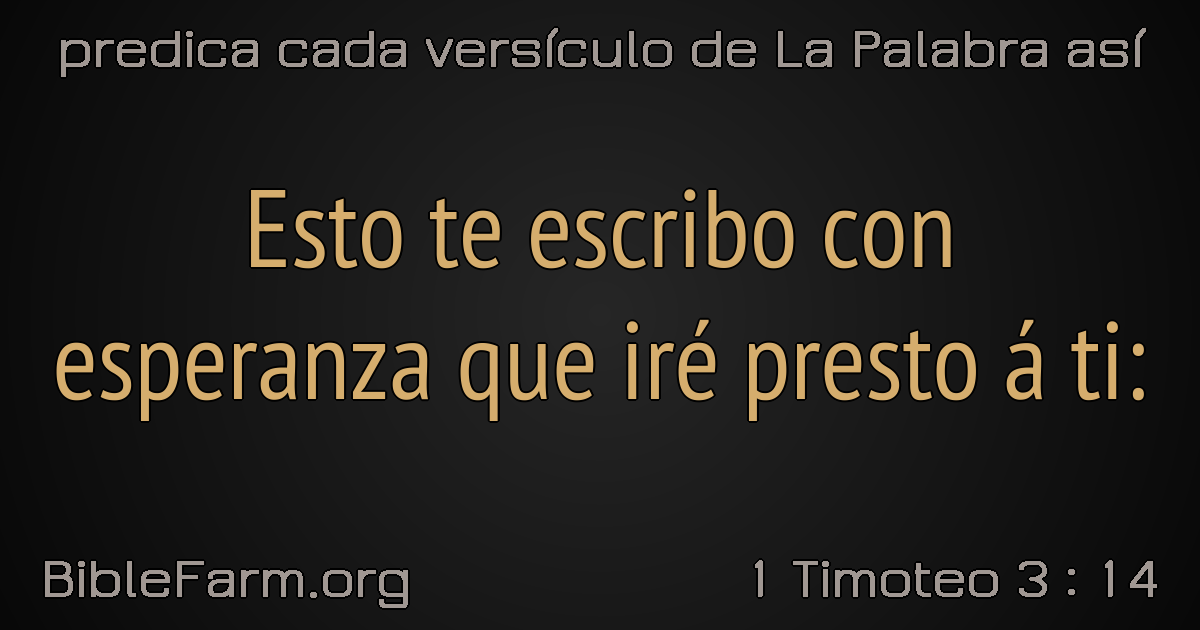 predica cada versículo de La Palabra así
Esto te escribo con
esperanza que iré presto á ti:
BibleFarm.org
1 Timoteo 3 : 14